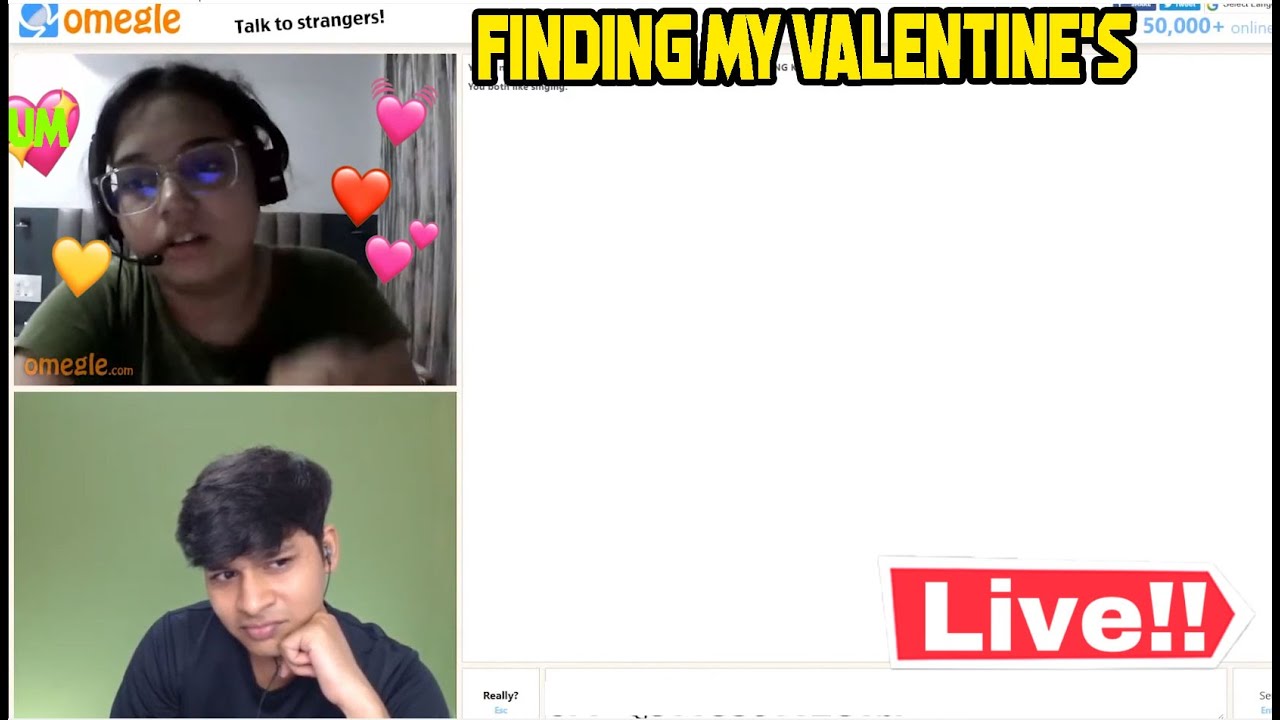 omegle
Talk to strangers!
FINDING MY VALENTINE'S
50,000+ online
You both like singing.
UM
omegle.com
Live!!
Really?
Esc